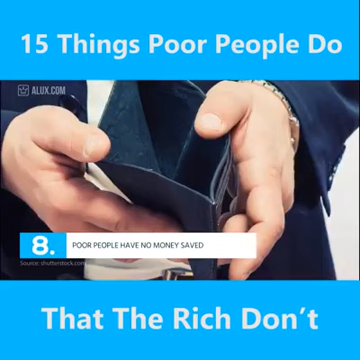 15 Things Poor People Do
ALUX.COM
8.
POOR PEOPLE HAVE NO MONEY SAVED
Source: shutterstock.com
That The Rich Don't